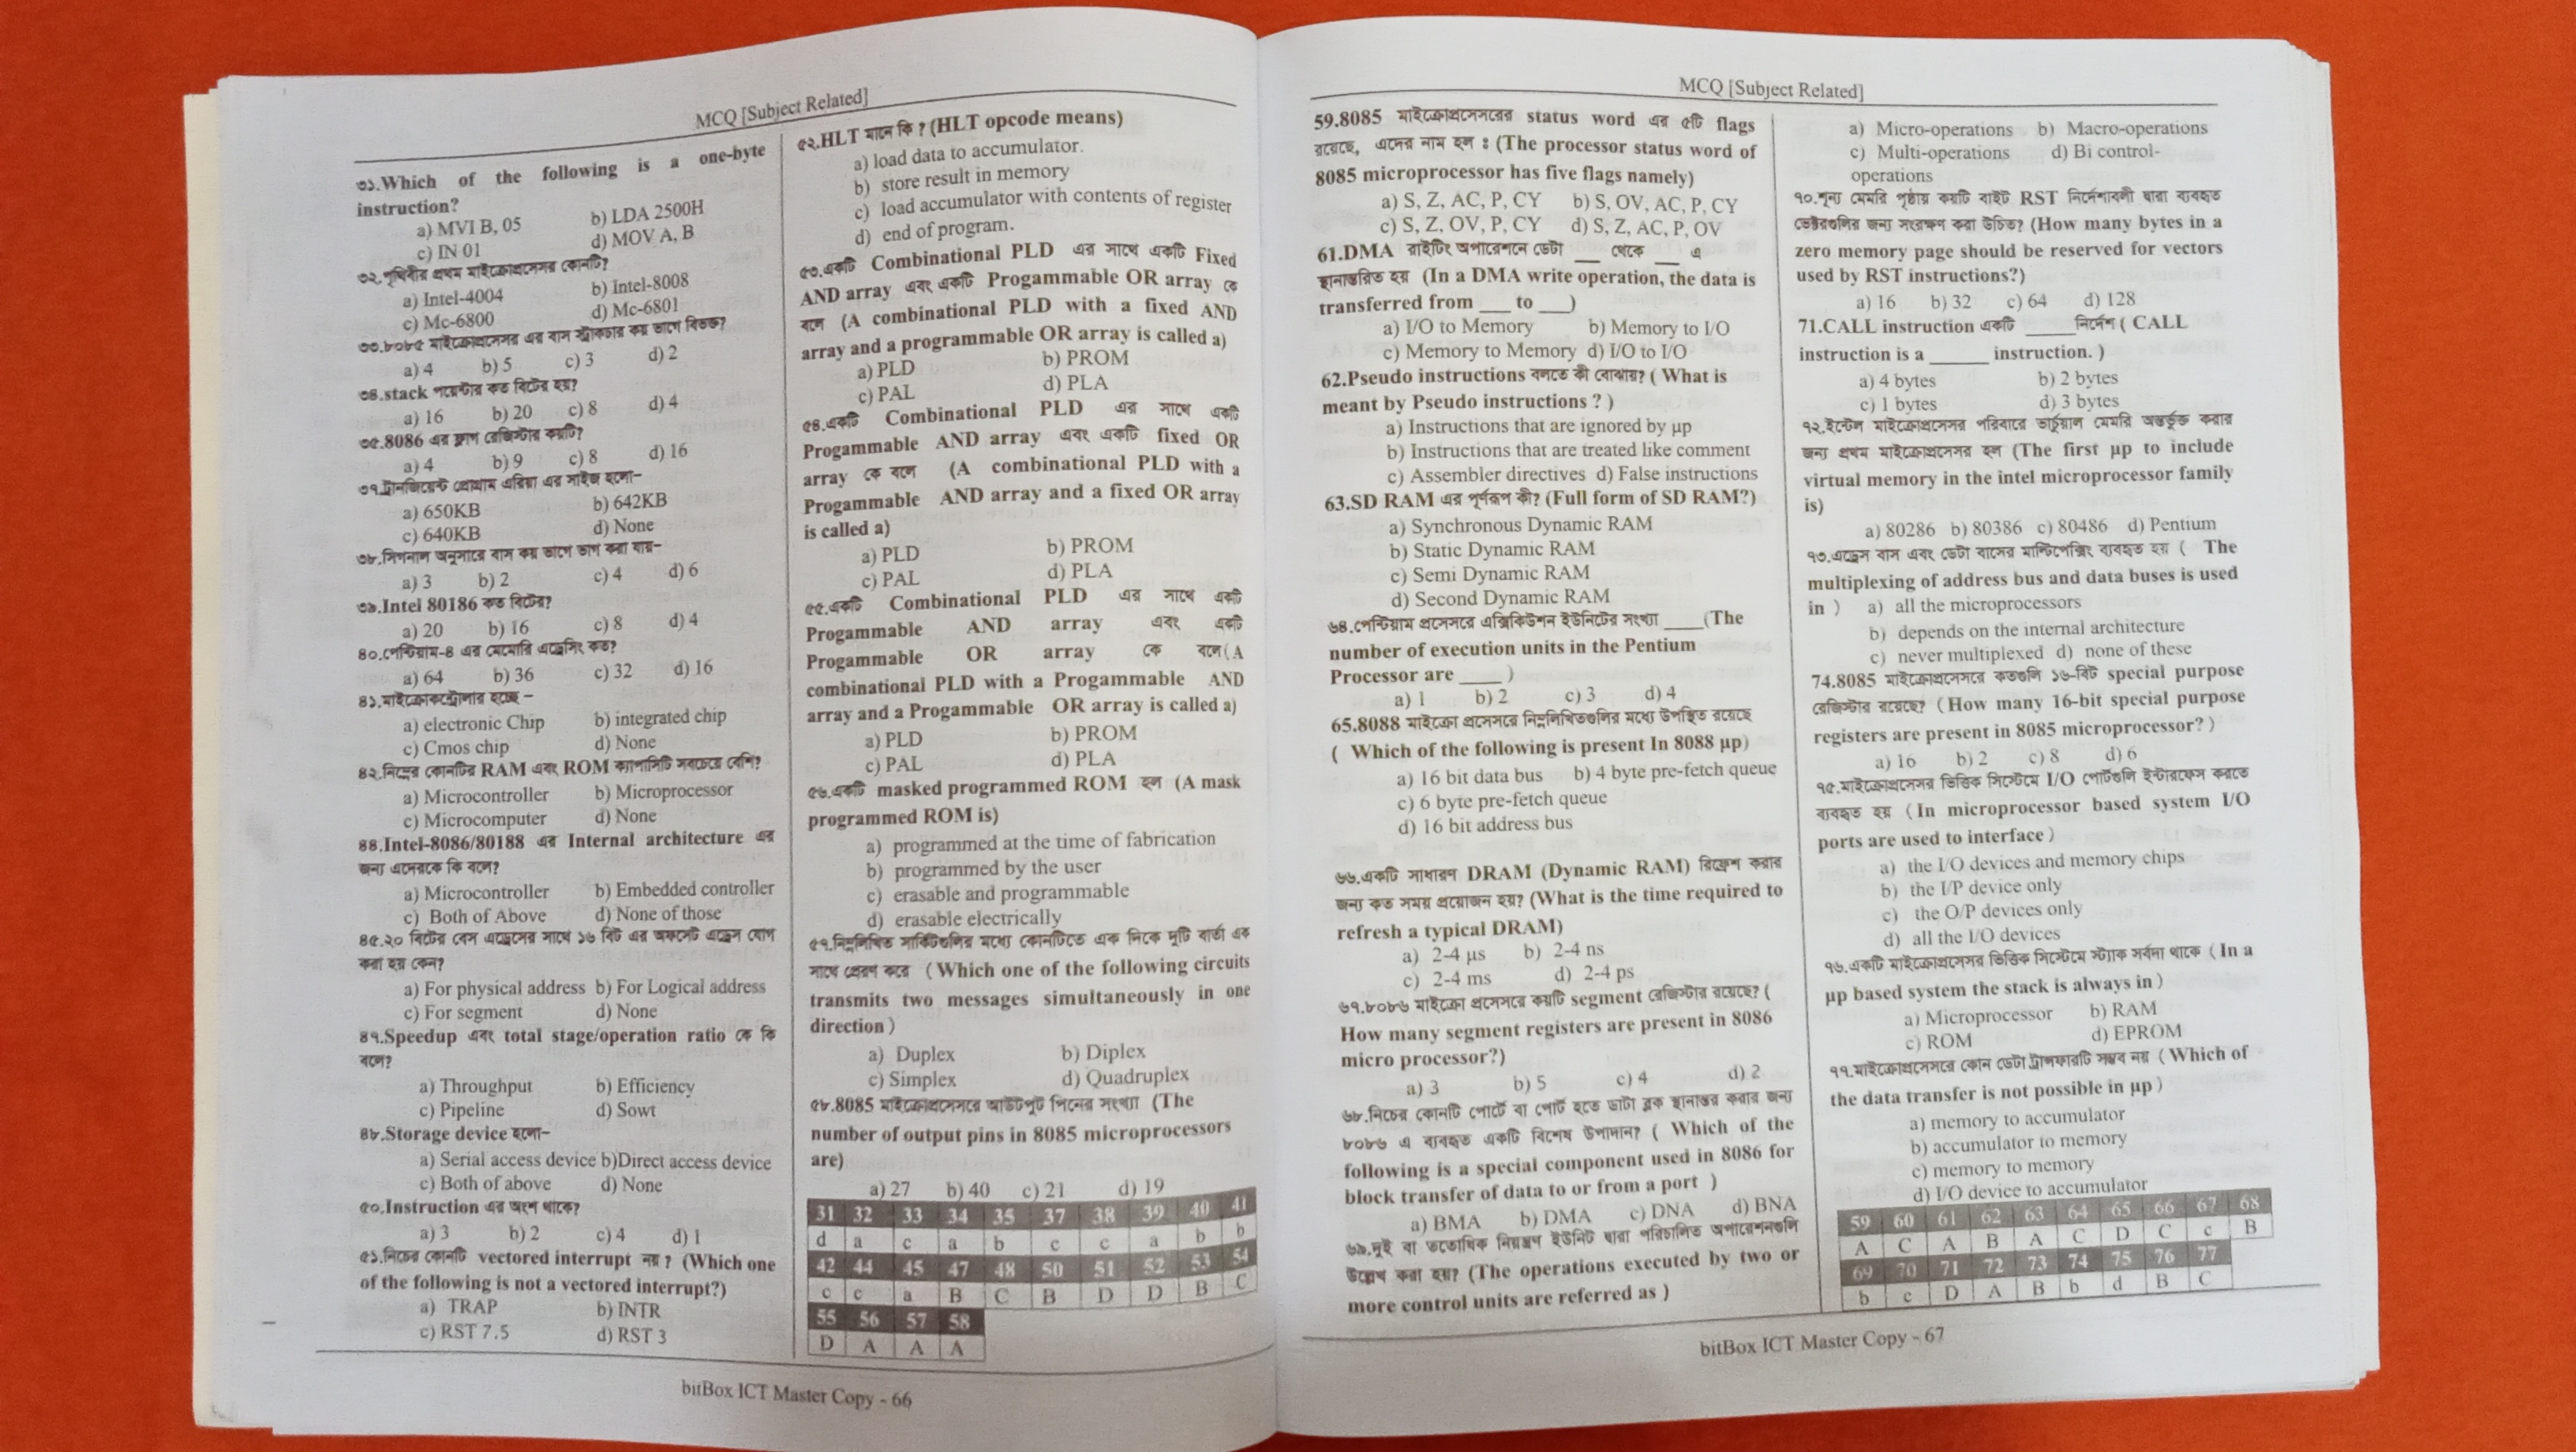 MCQ [Subject Related]
৩১.Which of the following is a one-byte
instruction?
a) MVI B, 05 b) LDA 2500H
c) IN 01 d) MOV A, B
৩২.পৃথিবীর প্রথম মাইক্রোপ্রসেসর কোনটি?
a) Intel-4004 b) Intel-8008
c) Mc-6800 d) Mc-6801
৩৩.৮০৮৫ মাইক্রোপ্রসেসর এর বাস স্ট্রাকচার কয় ভাগে বিভক্ত?
a) 4 b) 5 c) 3 d) 2
৩৪.stack পয়েন্টার কত বিটের হয়?
a) 16 b) 20 c) 8 d) 4
৩৫.8086 এর ফ্লাগ রেজিস্টার কয়টি?
a) 4 b) 9 c) 8 d) 16
৩৭.ট্রানজিয়েন্ট প্রোগ্রাম এরিয়া এর সাইজ হলো–
a) 650KB b) 642KB
c) 640KB d) None
৩৮.সিগনাল অনুসারে বাস কয় ভাগে ভাগ করা যায়–
a) 3 b) 2 c) 4 d) 6
৩৯.Intel 80186 কত বিটের?
a) 20 b) 16 c) 8 d) 4
৪০.পেন্টিয়াম-৪ এর মেমোরি এড্রেসিং কত?
a) 64 b) 36 c) 32 d) 16
৪১.মাইক্রোকন্ট্রোলার হচ্ছে –
a) electronic Chip b) integrated chip
c) Cmos chip d) None
৪২.নিম্নের কোনটির RAM এবং ROM ক্যাপাসিটি সবচেয়ে বেশি?
a) Microcontroller b) Microprocessor
c) Microcomputer d) None
৪৪.Intel-8086/80188 এর Internal architecture এর
জন্য এদেরকে কি বলে?
a) Microcontroller b) Embedded controller
c) Both of Above d) None of those
৪৫.২০ বিটের বেস এড্রেসের সাথে ১৬ বিট এর অফসেট এড্রেস যোগ
করা হয় কেন?
a) For physical address b) For Logical address
c) For segment d) None
৪৭.Speedup এবং total stage/operation ratio কে কি
বলে?
a) Throughput b) Efficiency
c) Pipeline d) Sowt
৪৮.Storage device হলো–
a) Serial access device b)Direct access device
c) Both of above d) None
৫০.Instruction এর অংশ থাকে?
a) 3 b) 2 c) 4 d) 1
৫১.নিচের কোনটি vectored interrupt নয় ? (Which one
of the following is not a vectored interrupt?)
a) TRAP b) INTR
c) RST 7.5 d) RST 3
৫২.HLT মানে কি ? (HLT opcode means)
a) load data to accumulator.
b) store result in memory
c) load accumulator with contents of register
d) end of program.
৫৩.একটি Combinational PLD এর সাথে একটি Fixed
AND array এবং একটি Progammable OR array কে
বলে (A combinational PLD with a fixed AND
array and a programmable OR array is called a)
a) PLD b) PROM
c) PAL d) PLA
৫৪.একটি Combinational PLD এর সাথে একটি
Progammable AND array এবং একটি fixed OR
array কে বলে (A combinational PLD with a
Progammable AND array and a fixed OR array
is called a)
a) PLD b) PROM
c) PAL d) PLA
৫৫.একটি Combinational PLD এর সাথে একটি
Progammable AND array এবং একটি
Progammable OR array কে বলে(A
combinational PLD with a Progammable AND
array and a Progammable OR array is called a)
a) PLD b) PROM
c) PAL d) PLA
৫৬.একটি masked programmed ROM হল (A mask
programmed ROM is)
a) programmed at the time of fabrication
b) programmed by the user
c) erasable and programmable
d) erasable electrically
৫৭.নিম্নলিখিত সার্কিটগুলির মধ্যে কোনটিতে এক দিকে দুটি বার্তা এক
সাথে প্রেরণ করে (Which one of the following circuits
transmits two messages simultaneously in one
direction)
a) Duplex b) Diplex
c) Simplex d) Quadruplex
৫৮.8085 মাইক্রোপ্রসেসরে আউটপুট পিনের সংখ্যা (The
number of output pins in 8085 microprocessors
are)
a) 27 b) 40 c) 21 d) 19
31 32 33 34 35 37 38 39 40 41
d a c a b c c a b b
42 44 45 47 48 50 51 52 53 54
c c a B C B D D B C
55 56 57 58
D A A A
bitBox ICT Master Copy - 66
MCQ [Subject Related]
59.8085 মাইক্রোপ্রসেসরের status word এর ৫টি flags
রয়েছে, এদের নাম হল : (The processor status word of
8085 microprocessor has five flags namely)
a) S, Z, AC, P, CY b) S, OV, AC, P, CY
c) S, Z, OV, P, CY d) S, Z, AC, P, OV
61.DMA রাইটিং অপারেশনে ডেটা __ থেকে __ এ
স্থানান্তরিত হয় (In a DMA write operation, the data is
transferred from ___ to ___)
a) I/O to Memory b) Memory to I/O
c) Memory to Memory d) I/O to I/O
62.Pseudo instructions বলতে কী বোঝায়? ( What is
meant by Pseudo instructions ? )
a) Instructions that are ignored by µp
b) Instructions that are treated like comment
c) Assembler directives d) False instructions
63.SD RAM এর পূর্ণরূপ কী? (Full form of SD RAM?)
a) Synchronous Dynamic RAM
b) Static Dynamic RAM
c) Semi Dynamic RAM
d) Second Dynamic RAM
৬৪.পেন্টিয়াম প্রসেসরে এক্সিকিউশন ইউনিটের সংখ্যা ____(The
number of execution units in the Pentium
Processor are ____ )
a) 1 b) 2 c) 3 d) 4
65.8088 মাইক্রো প্রসেসরে নিম্নলিখিতগুলির মধ্যে উপস্থিত রয়েছে
( Which of the following is present In 8088 µp)
a) 16 bit data bus b) 4 byte pre-fetch queue
c) 6 byte pre-fetch queue
d) 16 bit address bus
৬৬.একটি সাধারণ DRAM (Dynamic RAM) রিফ্রেশ করার
জন্য কত সময় প্রয়োজন হয়? (What is the time required to
refresh a typical DRAM)
a) 2-4 µs b) 2-4 ns
c) 2-4 ms d) 2-4 ps
৬৭.৮০৮৬ মাইক্রো প্রসেসরে কয়টি segment রেজিস্টার রয়েছে? (
How many segment registers are present in 8086
micro processor?)
a) 3 b) 5 c) 4 d) 2
৬৮.নিচের কোনটি পোর্টে বা পোর্ট হতে ডাটা ব্লক স্থানান্তর করার জন্য
৮০৮৬ এ ব্যবহৃত একটি বিশেষ উপাদান? ( Which of the
following is a special component used in 8086 for
block transfer of data to or from a port )
a) BMA b) DMA c) DNA d) BNA
৬৯.দুই বা ততোধিক নিয়ন্ত্রণ ইউনিট দ্বারা পরিচালিত অপারেশনগুলি
উল্লেখ করা হয়? (The operations executed by two or
more control units are referred as )
a) Micro-operations b) Macro-operations
c) Multi-operations d) Bi control-
operations
৭০.শূন্য মেমরি পৃষ্ঠায় কয়টি বাইট RST নির্দেশাবলী দ্বারা ব্যবহৃত
ভেক্টরগুলির জন্য সংরক্ষণ করা উচিত? (How many bytes in a
zero memory page should be reserved for vectors
used by RST instructions?)
a) 16 b) 32 c) 64 d) 128
71.CALL instruction একটি _____নির্দেশ ( CALL
instruction is a ______ instruction. )
a) 4 bytes b) 2 bytes
c) 1 bytes d) 3 bytes
৭২.ইন্টেল মাইক্রোপ্রসেসর পরিবারে ভার্চুয়াল মেমরি অন্তর্ভুক্ত করার
জন্য প্রথম মাইক্রোপ্রসেসর হল (The first µp to include
virtual memory in the intel microprocessor family
is)
a) 80286 b) 80386 c) 80486 d) Pentium
৭৩.এড্রেস বাস এবং ডেটা বাসের মাল্টিপ্লেক্সিং ব্যবহৃত হয় ( The
multiplexing of address bus and data buses is used
in ) a) all the microprocessors
b) depends on the internal architecture
c) never multiplexed d) none of these
74.8085 মাইক্রোপ্রসেসরে কতগুলি ১৬-বিট special purpose
রেজিস্টার রয়েছে? (How many 16-bit special purpose
registers are present in 8085 microprocessor? )
a) 16 b) 2 c) 8 d) 6
৭৫.মাইক্রোপ্রসেসর ভিত্তিক সিস্টেমে I/O পোর্টগুলি ইন্টারফেস করতে
ব্যবহৃত হয় (In microprocessor based system I/O
ports are used to interface)
a) the I/O devices and memory chips
b) the I/P device only
c) the O/P devices only
d) all the I/O devices
৭৬.একটি মাইক্রোপ্রসেসর ভিত্তিক সিস্টেমে স্ট্যাক সর্বদা থাকে (In a
µp based system the stack is always in)
a) Microprocessor b) RAM
c) ROM d) EPROM
৭৭.মাইক্রোপ্রসেসরে কোন ডেটা ট্রান্সফারটি সম্ভব নয় (Which of
the data transfer is not possible in µp)
a) memory to accumulator
b) accumulator to memory
c) memory to memory
d) I/O device to accumulator
59 60 61 62 63 64 65 66 67 68
A C A B A C D C c B
69 70 71 72 73 74 75 76 77
b c D A B b d B C
bitBox ICT Master Copy - 67